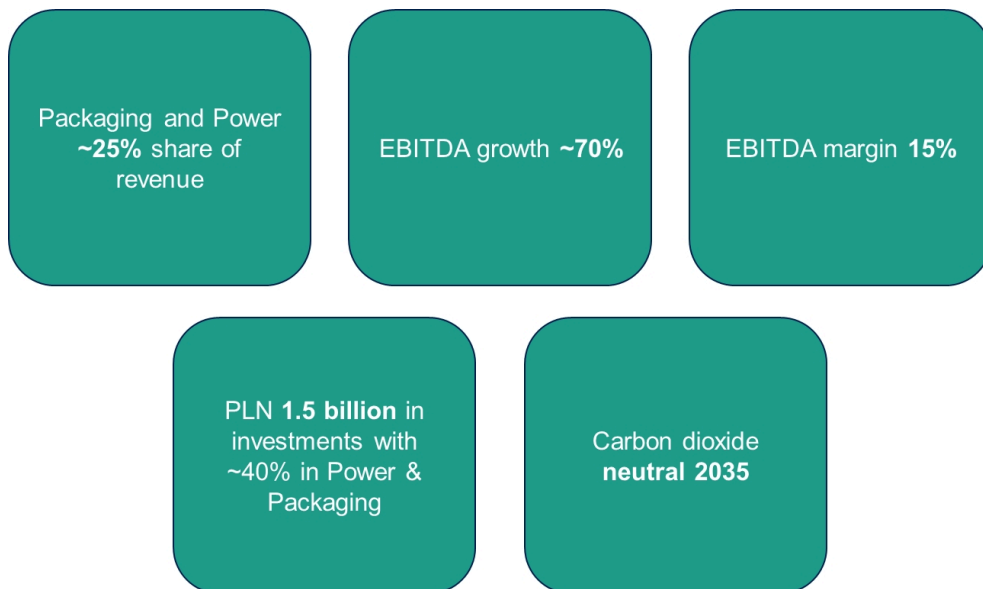 Packaging and Power
~25% share of
revenue
EBITDA growth ~70%
EBITDA margin 15%
PLN 1.5 billion in
investments with
~40% in Power &
Packaging
Carbon dioxide
neutral 2035